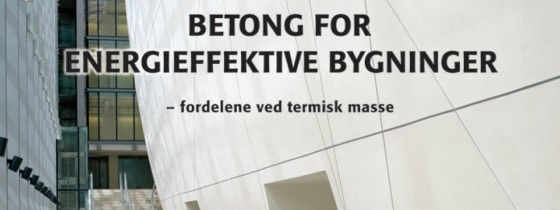 BETONG FOR
ENERGIEFFEKTIVE BYGNINGER
– fordelene ved termisk masse